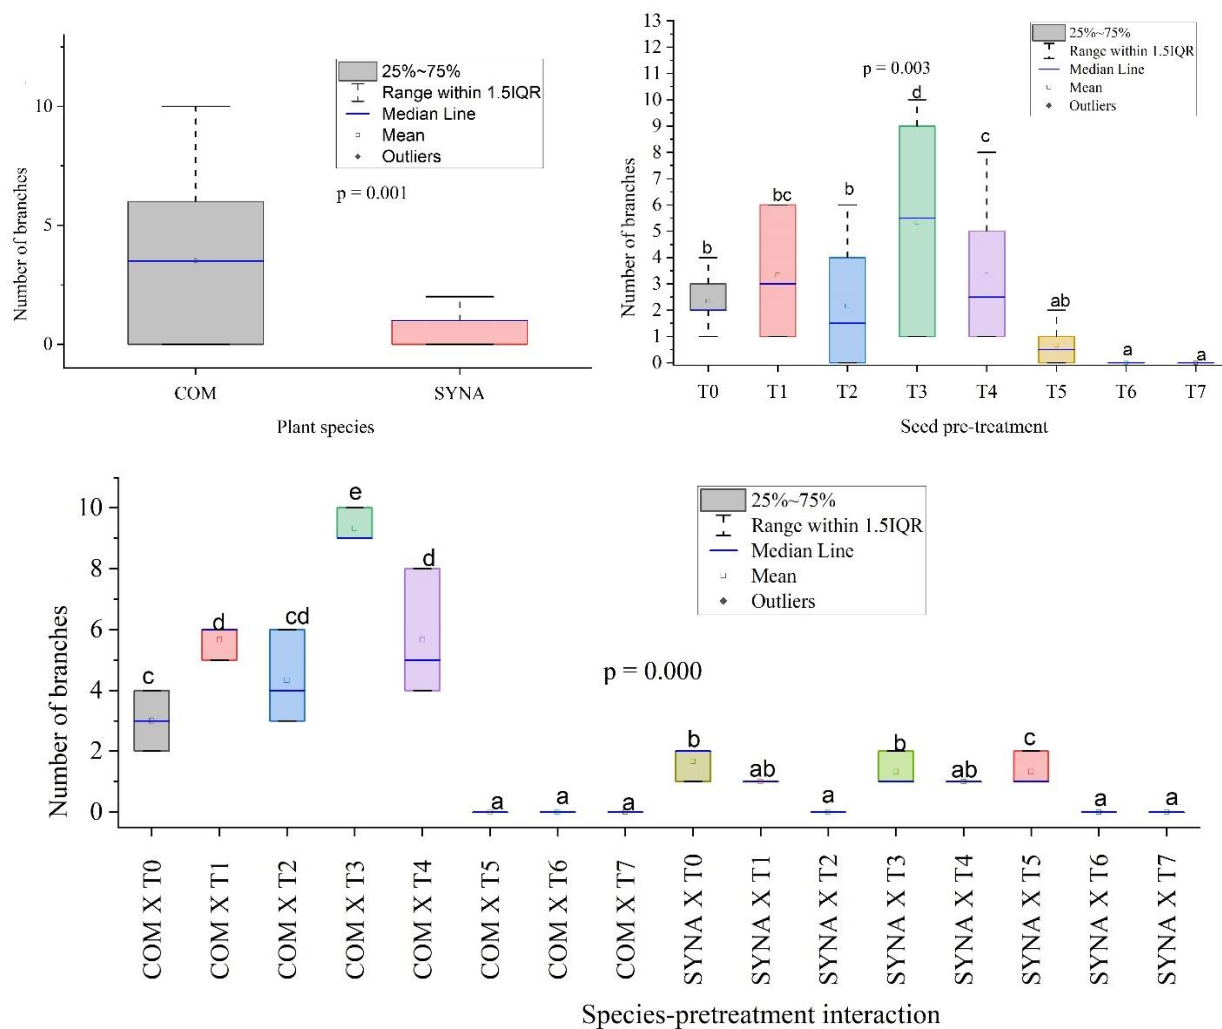 10
5
0
Number of branches
25%~75%
Range within 1.5IQR
Median Line
Mean
Outliers
p = 0.001
COM
SYNA
Plant species
13
12
11
10
9
8
7
6
5
4
3
2
1
0
Number of branches
25%~75%
Range within 1.5IQR
Median Line
Mean
Outliers
p = 0.003
b
bc
b
d
c
ab
a
a
T0
T1
T2
T3
T4
T5
T6
T7
Seed pre-treatment
10
8
6
4
2
0
Number of branches
25%~75%
Range within 1.5IQR
Median Line
Mean
Outliers
p = 0.000
c
d
cd
e
d
a
a
a
b
ab
a
b
ab
c
a
a
COM X T0
COM X T1
COM X T2
COM X T3
COM X T4
COM X T5
COM X T6
COM X T7
SYNA X T0
SYNA X T1
SYNA X T2
SYNA X T3
SYNA X T4
SYNA X T5
SYNA X T6
SYNA X T7
Species-pretreatment interaction